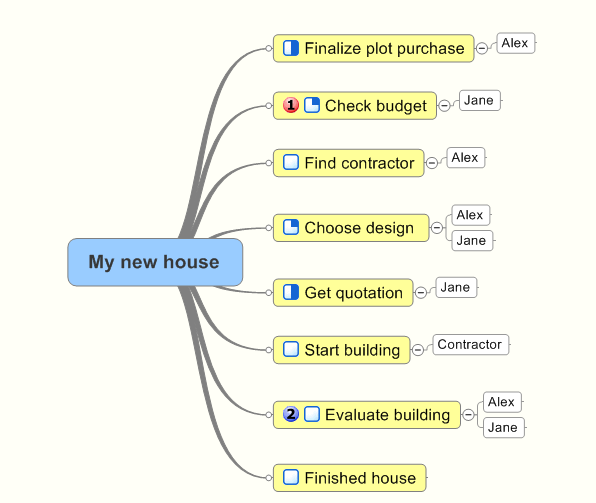 Finalize plot purchase
Alex
1 Check budget
Jane
Find contractor
Alex
Choose design
Alex
Jane
My new house
Get quotation
Jane
Start building
Contractor
2 Evaluate building
Alex
Jane
Finished house